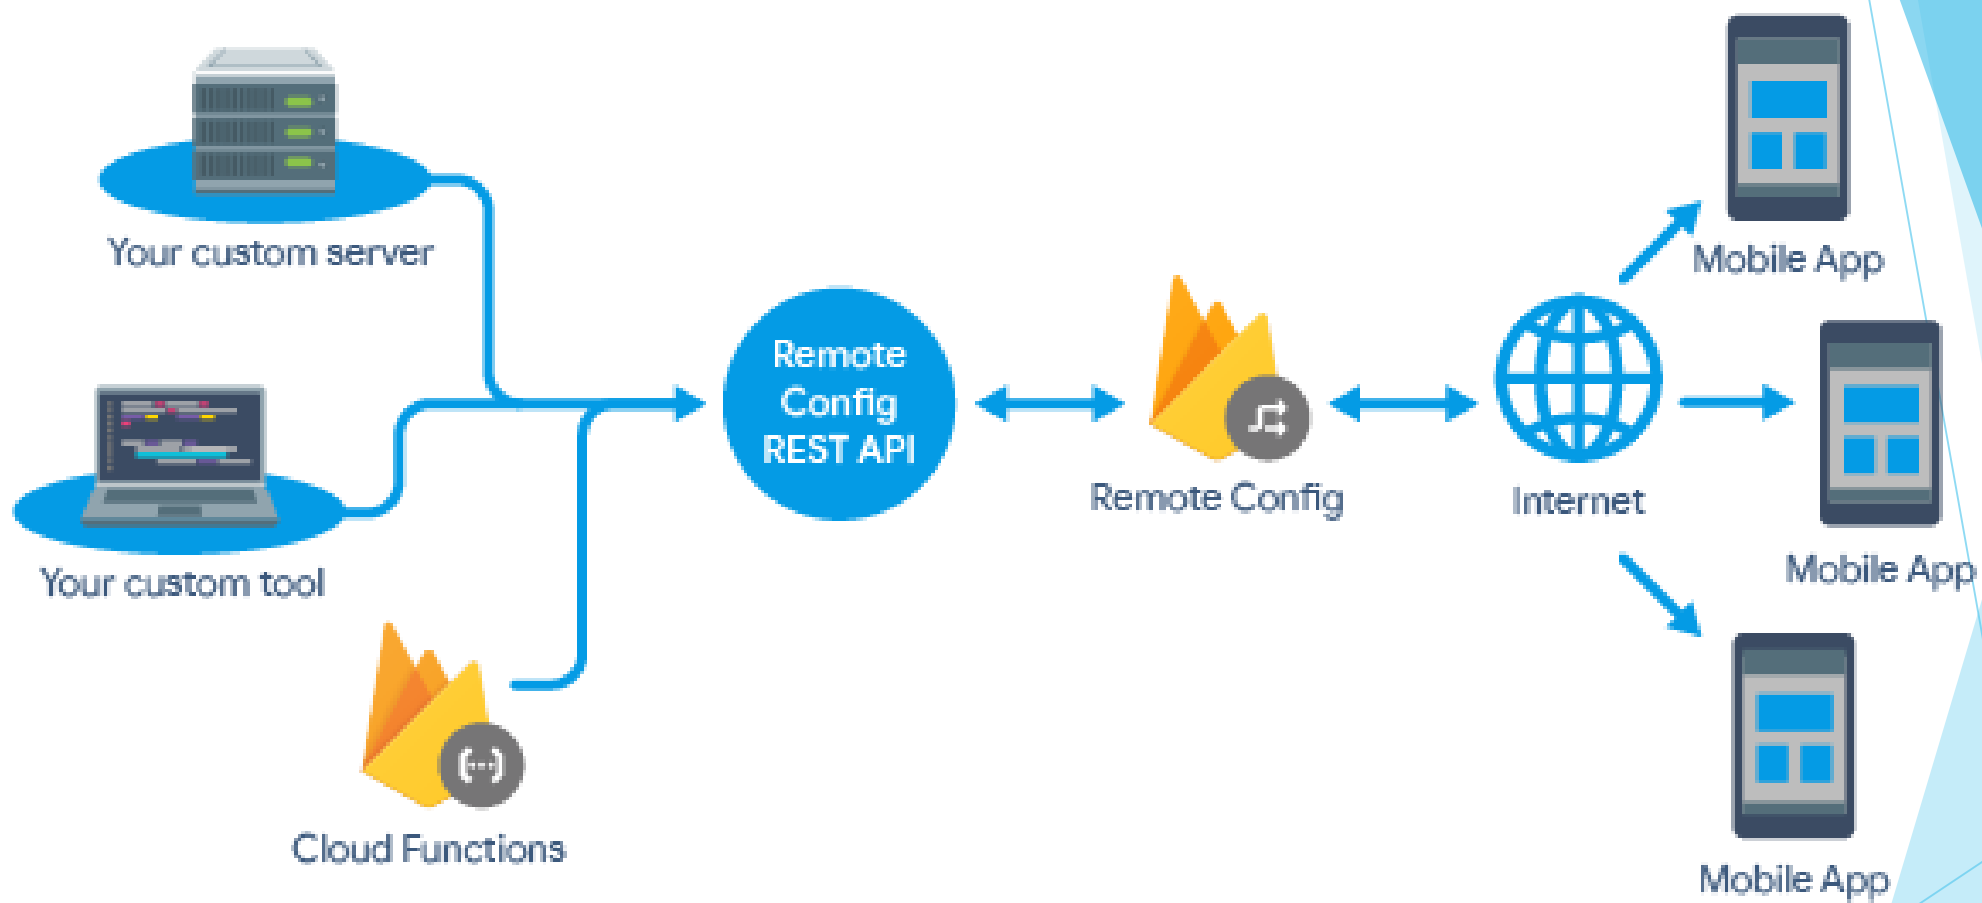 Your custom server
Your custom tool
Cloud Functions
Remote
Config
REST API
Remote Config
Internet
Mobile App
Mobile App
Mobile App